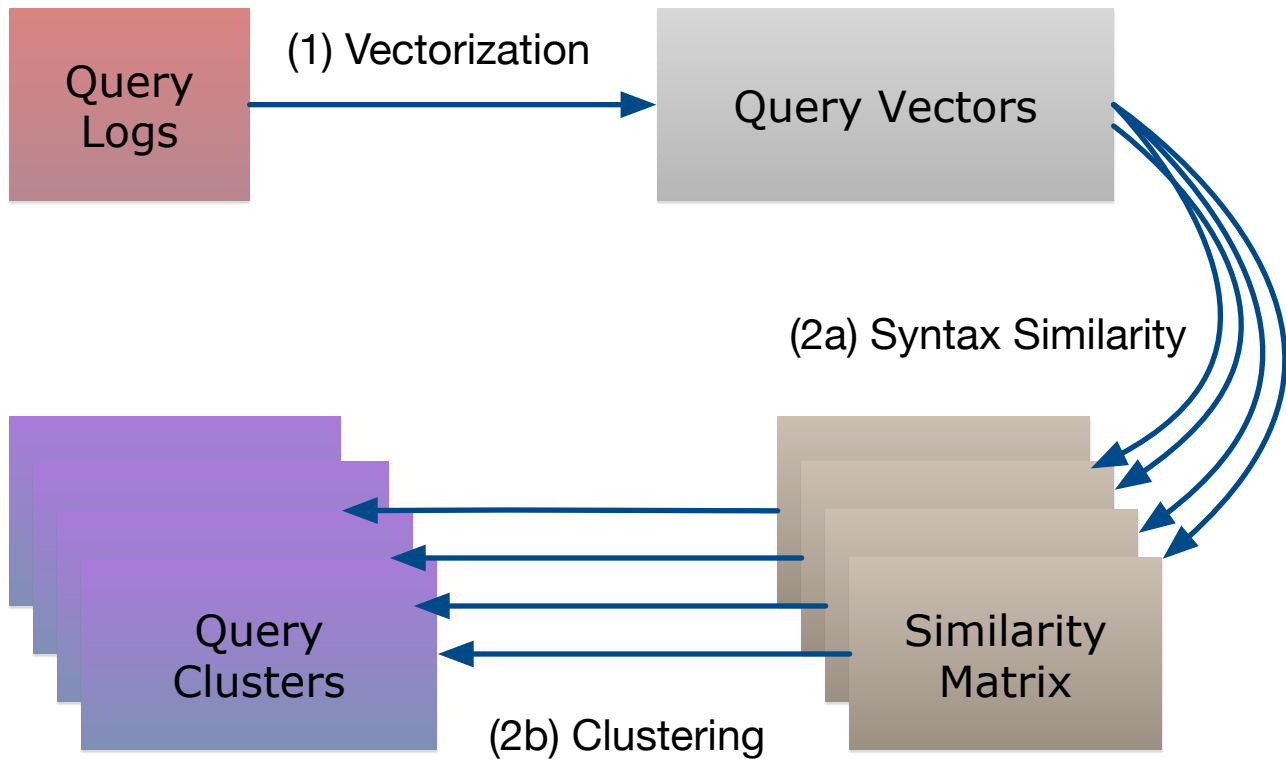 Query
Logs
(1) Vectorization
Query Vectors
(2a) Syntax Similarity
Query
Clusters
Similarity
Matrix
(2b) Clustering